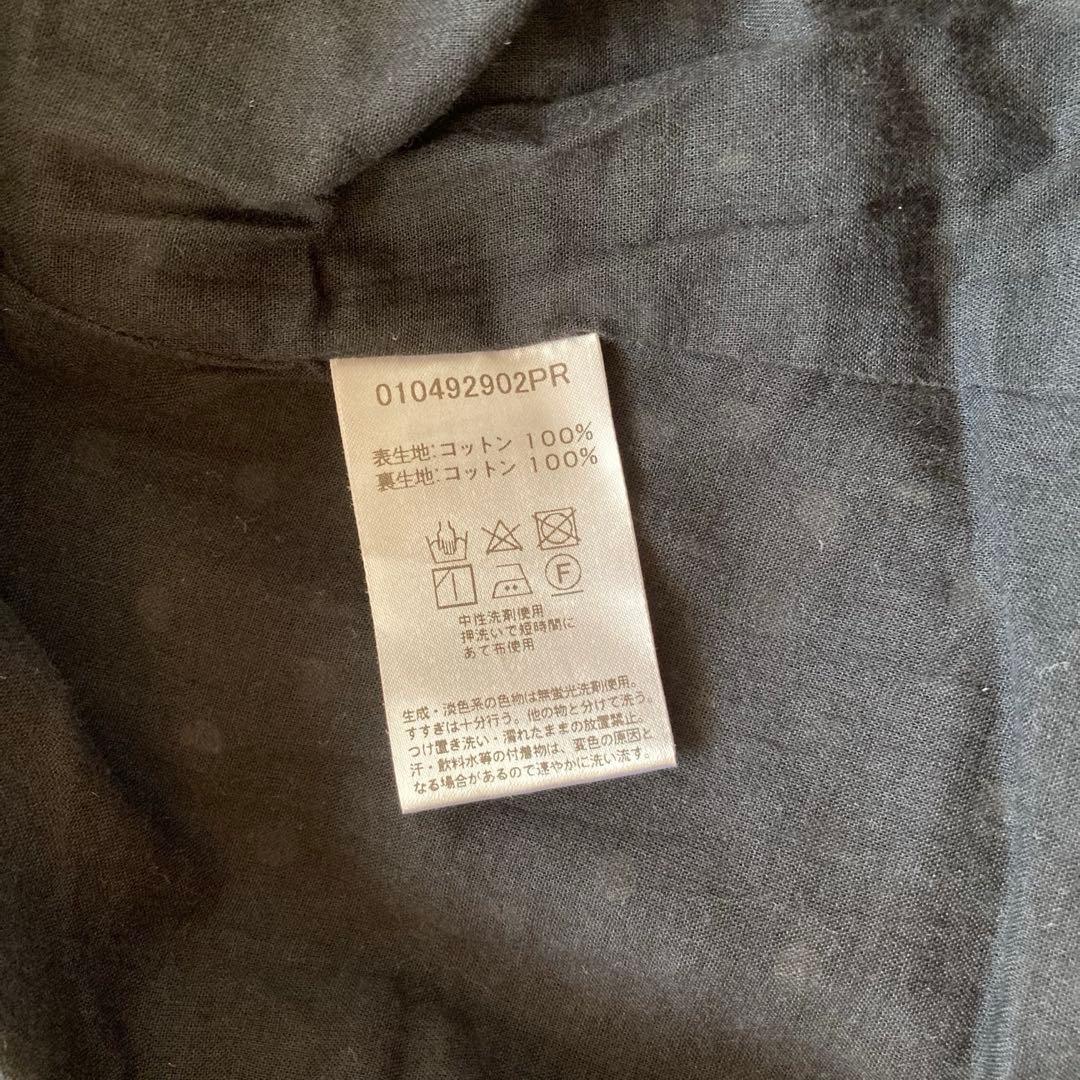 010492902PR
表生地:コットン 100%
裏生地:コットン 100%
F
中性洗剤使用
押洗いで短時間に
あて布使用
生成・淡色系の色物は無蛍光洗剤使用。
すすぎは十分行う。他の物と分けて洗う。
つけ置き洗い・濡れたままの放置禁止。
汗・飲料水等の付着物は、変色の原因と
なる場合があるので速やかに洗い流す。